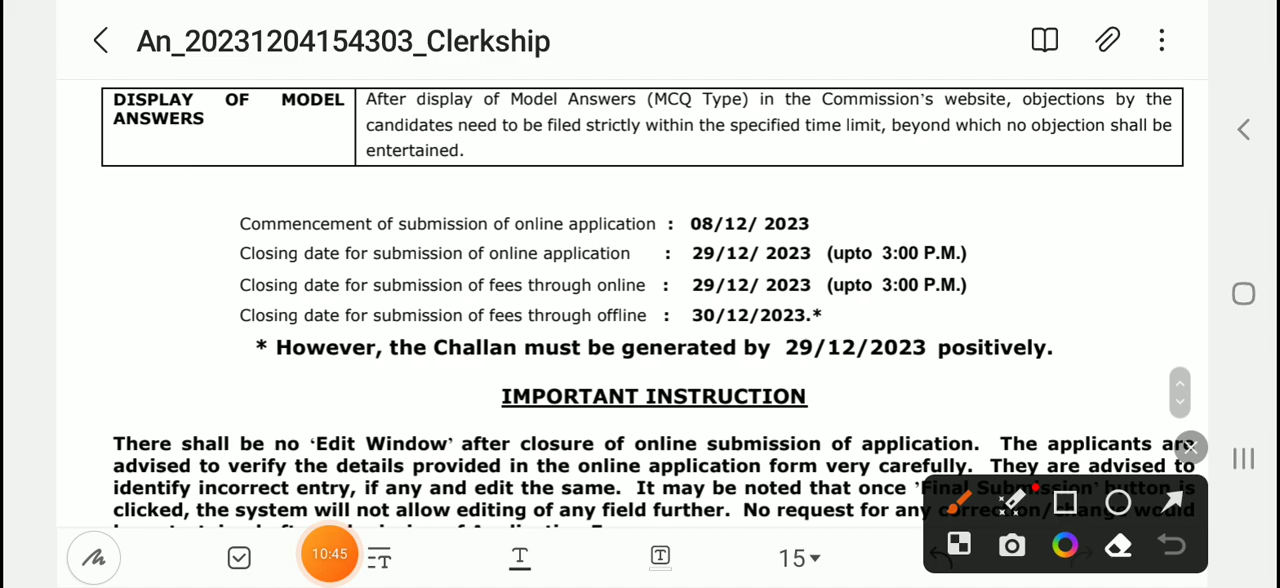 An_20231204154303_Clerkship
DISPLAY OF MODEL ANSWERS
After display of Model Answers (MCQ Type) in the Commission's website, objections by the
candidates need to be filed strictly within the specified time limit, beyond which no objection shall be
entertained.
Commencement of submission of online application : 08/12/ 2023
Closing date for submission of online application : 29/12/ 2023 (upto 3:00 P.M.)
Closing date for submission of fees through online : 29/12/ 2023 (upto 3:00 P.M.)
Closing date for submission of fees through offline : 30/12/2023.*
* However, the Challan must be generated by 29/12/2023 positively.
IMPORTANT INSTRUCTION
There shall be no 'Edit Window' after closure of online submission of application. The applicants are
advised to verify the details provided in the online application form very carefully. They are advised to
identify incorrect entry, if any and edit the same. It may be noted that once 'Final Submission' button is
clicked, the system will not allow editing of any field further. No request for any correction/change would
10:45
T
T
15